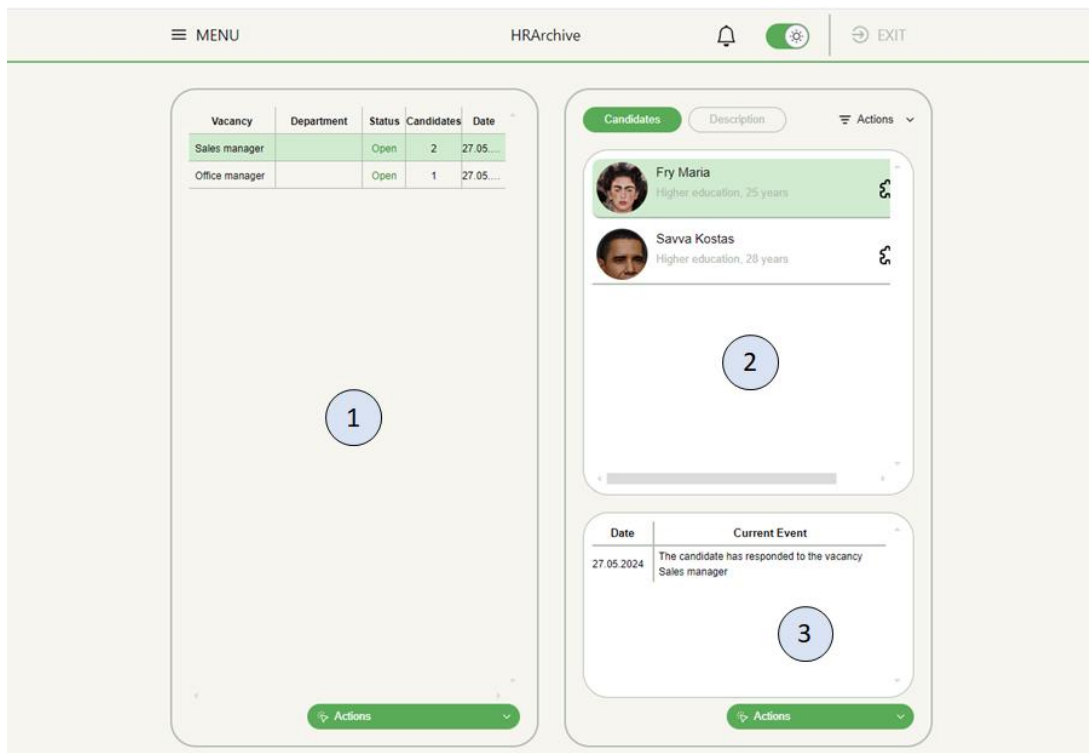 MENU
HRArchive
EXIT
Vacancy Department Status Candidates Date
Sales manager Open 2 27.05....
Office manager Open 1 27.05....
1
Actions
Candidates
Description
Actions
Fry Maria
Higher education, 25 years
Savva Kostas
Higher education, 28 years
2
Date Current Event
27.05.2024 The candidate has responded to the vacancy
Sales manager
3
Actions